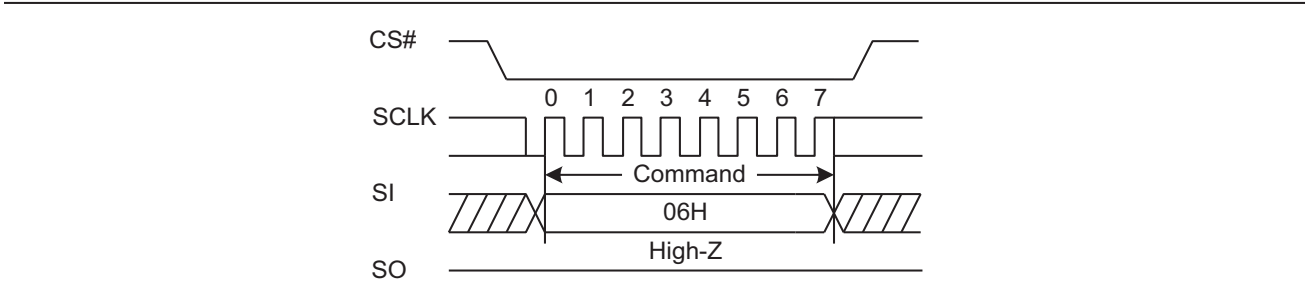 CS#
0 1 2 3 4 5 6 7
SCLK
Command
SI
06H
High-Z
SO